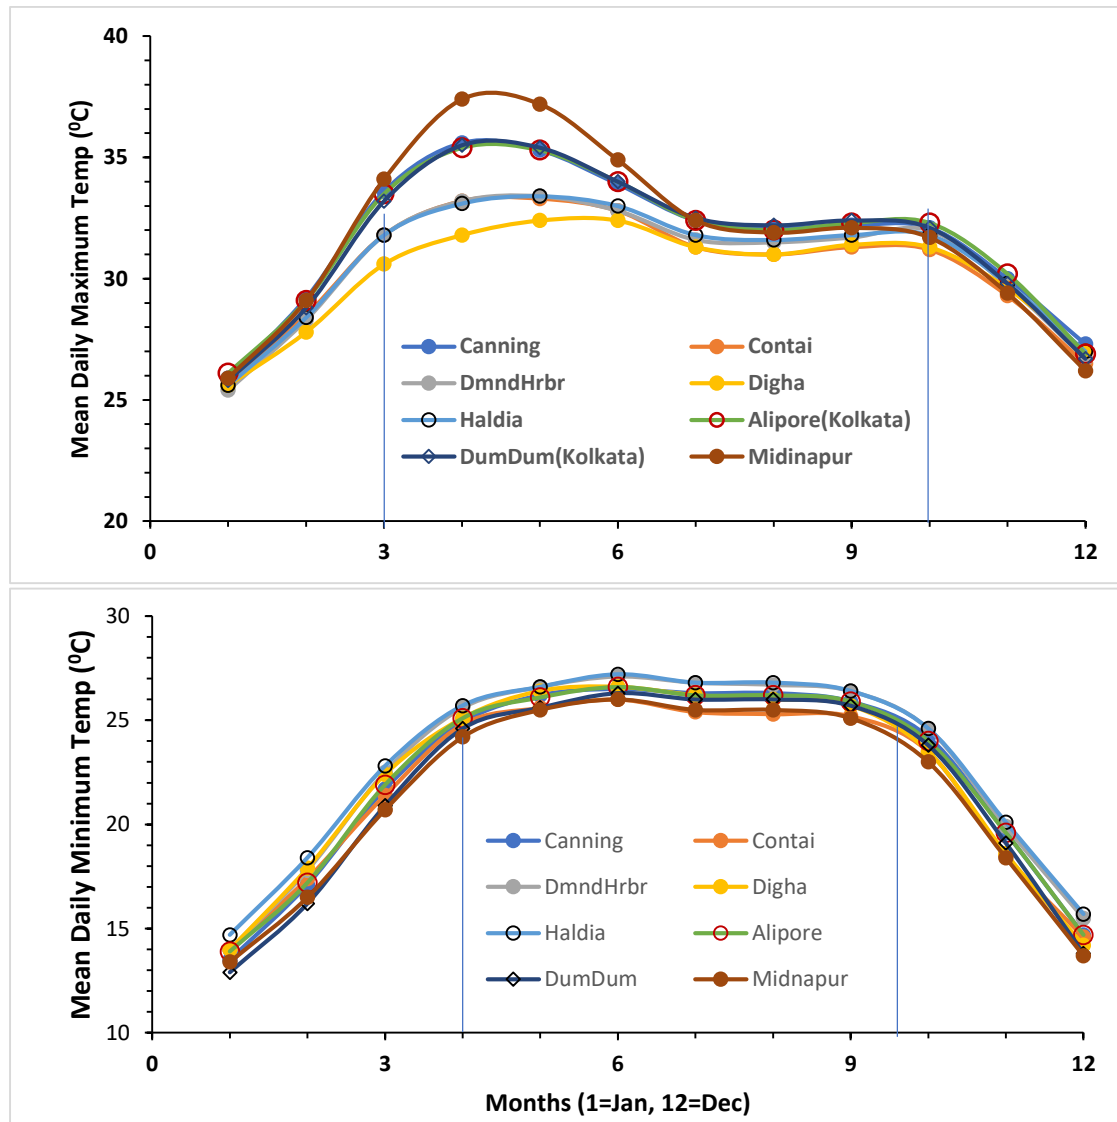 Mean Daily Maximum Temp (⁰C)
40
35
30
25
20
Canning Contai
DmndHrbr Digha
Haldia Alipore(Kolkata)
DumDum(Kolkata) Midinapur
0 3 6 9 12
Mean Daily Minimum Temp (⁰C)
30
25
20
15
10
Canning Contai
DmndHrbr Digha
Haldia Alipore
DumDum Midnapur
0 3 6 9 12
Months (1=Jan, 12=Dec)